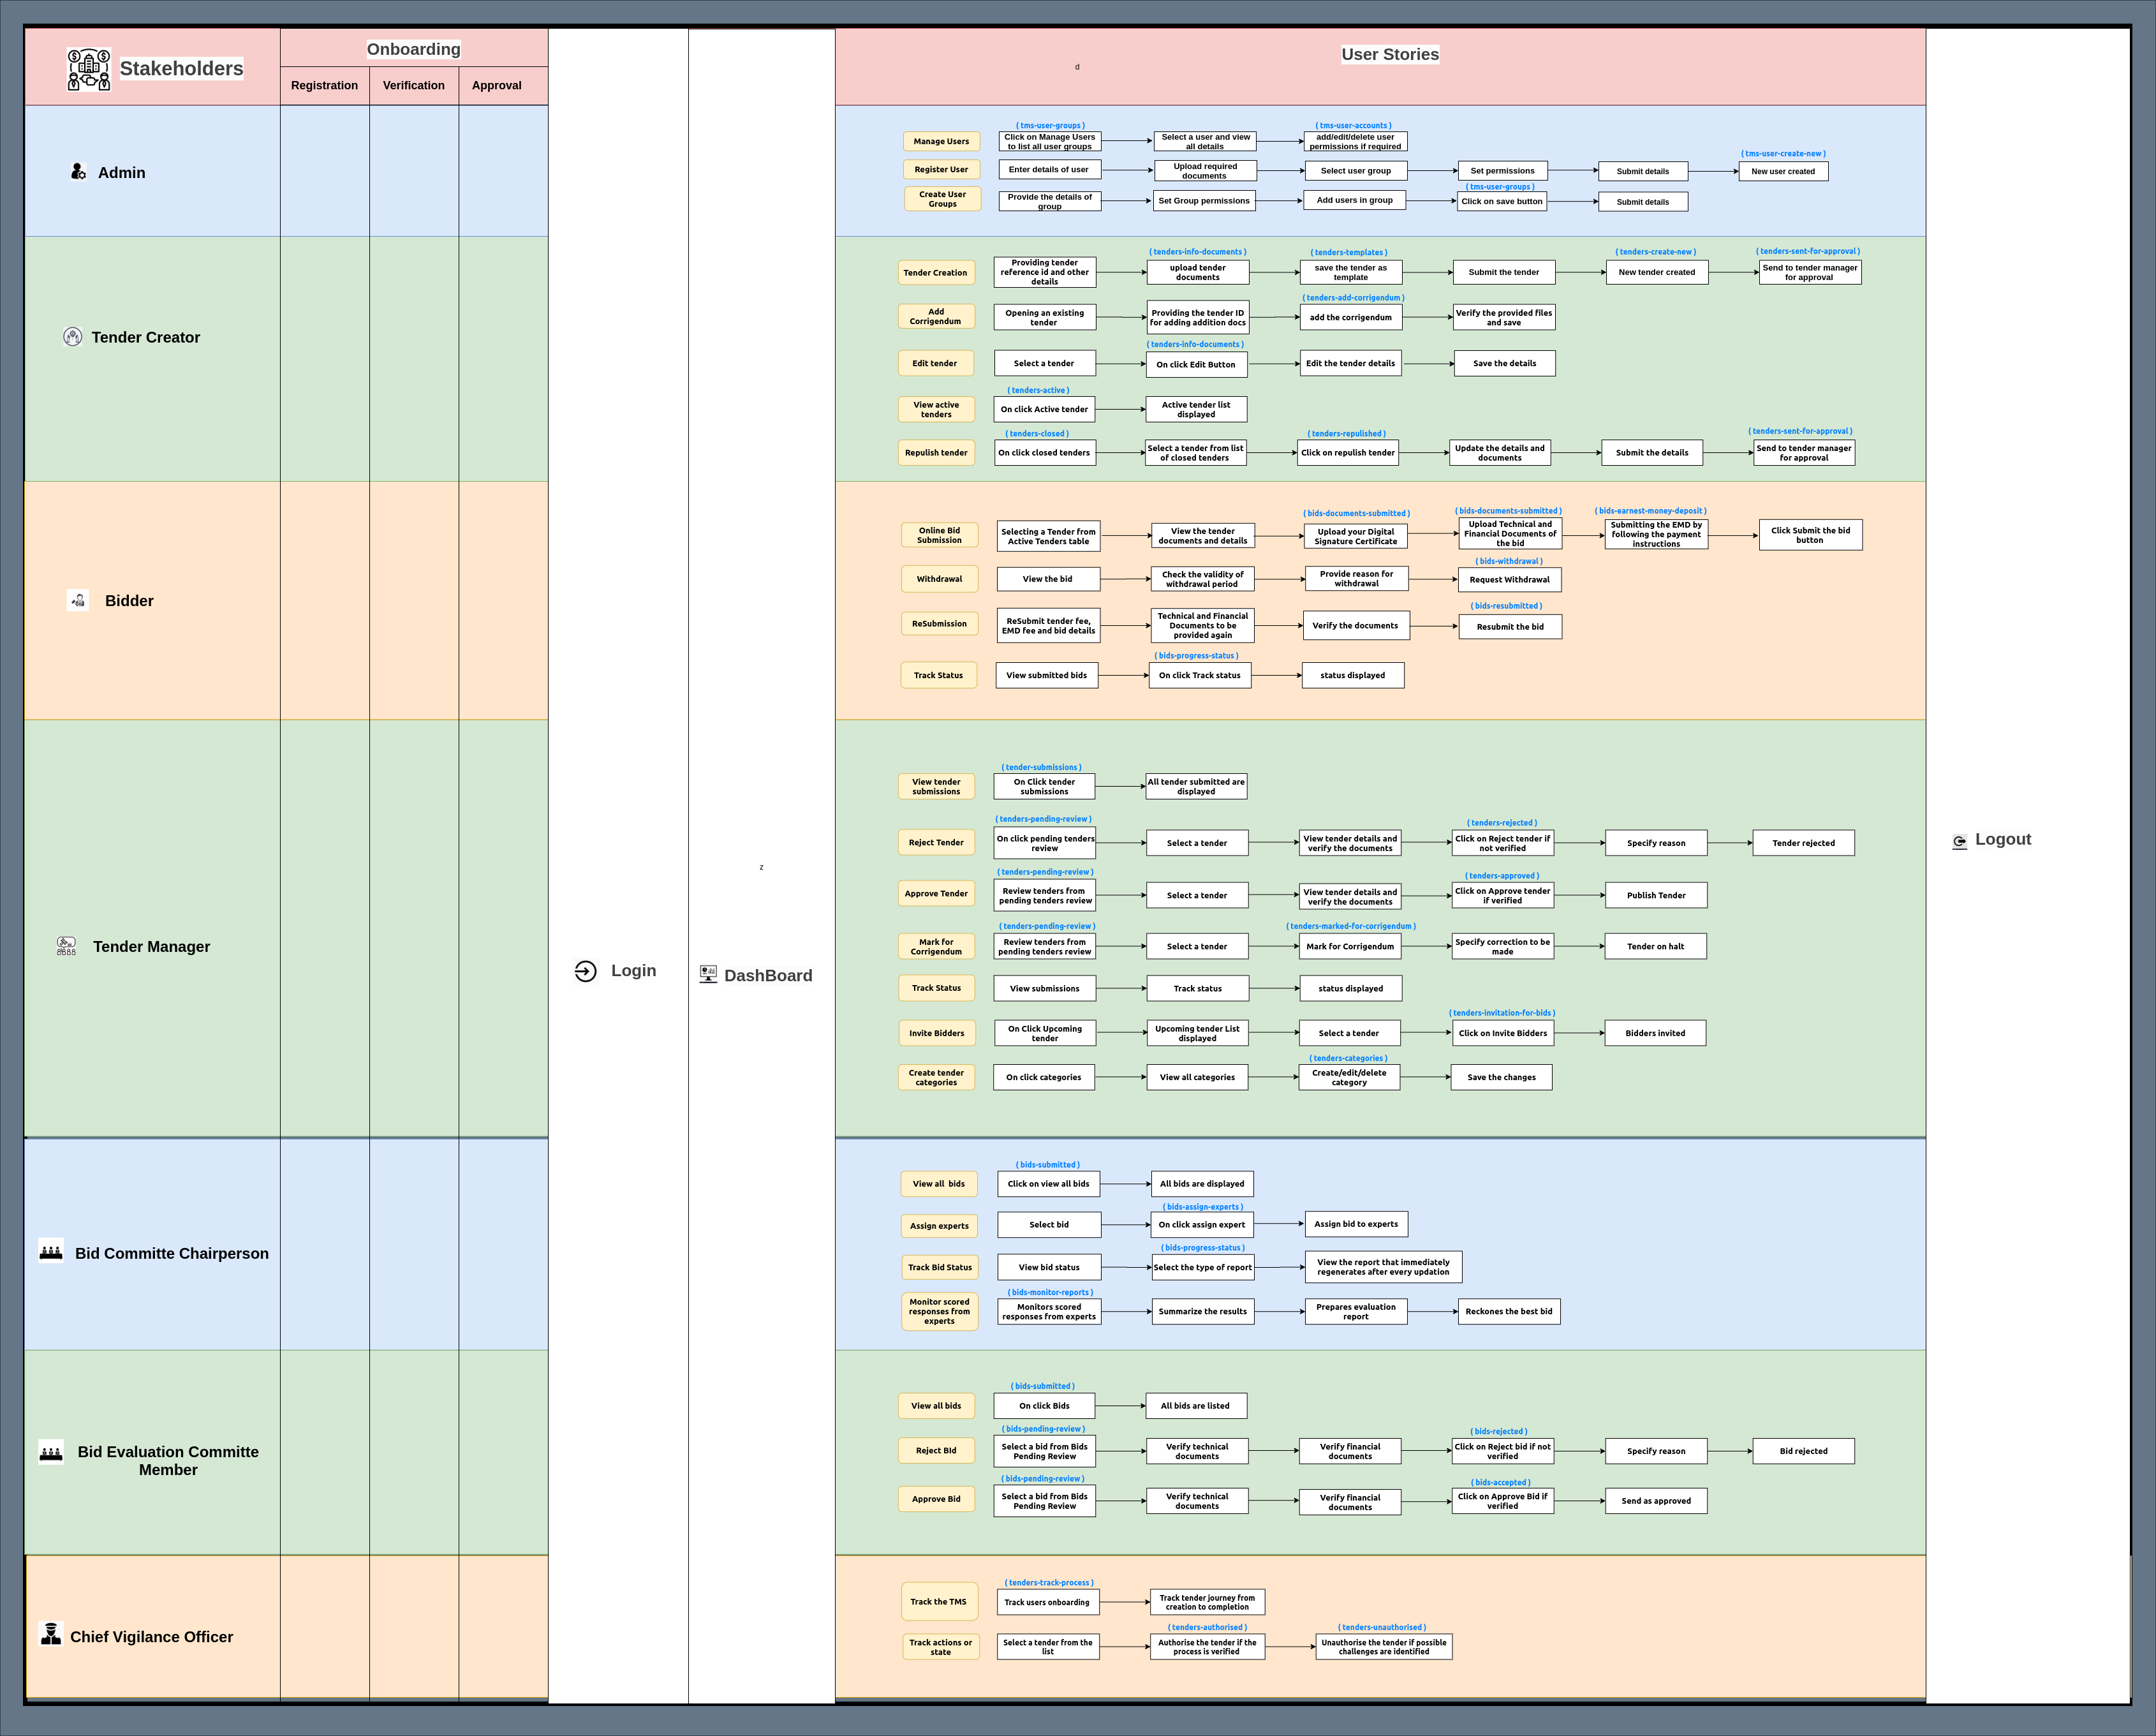 Stakeholders
Onboarding
Registration
Verification
Approval
User Stories
d
Admin
Manage Users
( tms-user-groups )
Click on Manage Users
to list all user groups
Select a user and view
all details
( tms-user-accounts )
add/edit/delete user
permissions if required
Register User
Enter details of user
Upload required
documents
Select user group
Set permissions
Submit details
( tms-user-create-new )
New user created
Create User
Groups
Provide the details of
group
Set Group permissions
Add users in group
( tms-user-groups )
Click on save button
Submit details
Tender Creator
Tender Creation
Providing tender
reference id and other
details
( tenders-info-documents )
upload tender
documents
( tenders-templates )
save the tender as
template
Submit the tender
( tenders-create-new )
New tender created
( tenders-sent-for-approval )
Send to tender manager
for approval
Add
Corrigendum
Opening an existing
tender
Providing the tender ID
for adding addition docs
( tenders-add-corrigendum )
add the corrigendum
Verify the provided files
and save
Edit tender
Select a tender
( tenders-info-documents )
On click Edit Button
Edit the tender details
Save the details
View active
tenders
( tenders-active )
On click Active tender
Active tender list
displayed
Repulish tender
( tenders-closed )
On click closed tenders
Select a tender from list
of closed tenders
( tenders-repulished )
Click on repulish tender
Update the details and
documents
Submit the details
( tenders-sent-for-approval )
Send to tender manager
for approval
Bidder
Online Bid
Submission
Selecting a Tender from
Active Tenders table
View the tender
documents and details
( bids-documents-submitted )
Upload your Digital
Signature Certificate
( bids-documents-submitted )
Upload Technical and
Financial Documents of
the bid
( bids-earnest-money-deposit )
Submitting the EMD by
following the payment
instructions
Click Submit the bid
button
Withdrawal
View the bid
Check the validity of
withdrawal period
Provide reason for
withdrawal
( bids-withdrawal )
Request Withdrawal
ReSubmission
ReSubmit tender fee,
EMD fee and bid details
Technical and Financial
Documents to be
provided again
Verify the documents
( bids-resubmitted )
Resubmit the bid
Track Status
View submitted bids
( bids-progress-status )
On click Track status
status displayed
Tender Manager
Login
z
DashBoard
Logout
View tender
submissions
( tender-submissions )
On Click tender
submissions
All tender submitted are
displayed
Reject Tender
( tenders-pending-review )
On click pending tenders
review
Select a tender
View tender details and
verify the documents
( tenders-rejected )
Click on Reject tender if
not verified
Specify reason
Tender rejected
Approve Tender
( tenders-pending-review )
Review tenders from
pending tenders review
Select a tender
View tender details and
verify the documents
( tenders-approved )
Click on Approve tender
if verified
Publish Tender
Mark for
Corrigendum
( tenders-pending-review )
Review tenders from
pending tenders review
Select a tender
( tenders-marked-for-corrigendum )
Mark for Corrigendum
Specify correction to be
made
Tender on halt
Track Status
View submissions
Track status
status displayed
Invite Bidders
On Click Upcoming
tender
Upcoming tender List
displayed
Select a tender
( tenders-invitation-for-bids )
Click on Invite Bidders
Bidders invited
Create tender
categories
On click categories
View all categories
( tenders-categories )
Create/edit/delete
category
Save the changes
Bid Committe Chairperson
View all  bids
( bids-submitted )
Click on view all bids
All bids are displayed
Assign experts
Select bid
( bids-assign-experts )
On click assign expert
Assign bid to experts
Track Bid Status
View bid status
( bids-progress-status )
Select the type of report
View the report that immediately
regenerates after every updation
Monitor scored
responses from
experts
( bids-monitor-reports )
Monitors scored
responses from experts
Summarize the results
Prepares evaluation
report
Reckones the best bid
Bid Evaluation Committe
Member
View all bids
( bids-submitted )
On click Bids
All bids are listed
Reject BId
( bids-pending-review )
Select a bid from Bids
Pending Review
Verify technical
documents
Verify financial
documents
( bids-rejected )
Click on Reject bid if not
verified
Specify reason
Bid rejected
Approve Bid
( bids-pending-review )
Select a bid from Bids
Pending Review
Verify technical
documents
Verify financial
documents
( bids-accepted )
Click on Approve Bid if
verified
Send as approved
Chief Vigilance Officer
Track the TMS
( tenders-track-process )
Track users onboarding
Track tender journey from
creation to completion
Track actions or
state
Select a tender from the
list
( tenders-authorised )
Authorise the tender if the
process is verified
( tenders-unauthorised )
Unauthorise the tender if possible
challenges are identified